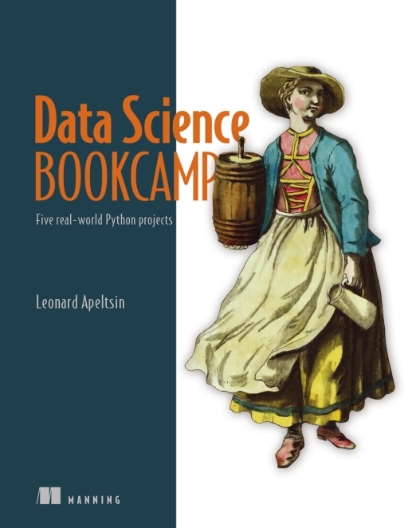 Data Science
BOOKCAMP
Five real-world Python projects
Leonard Apeltsin
MANNING